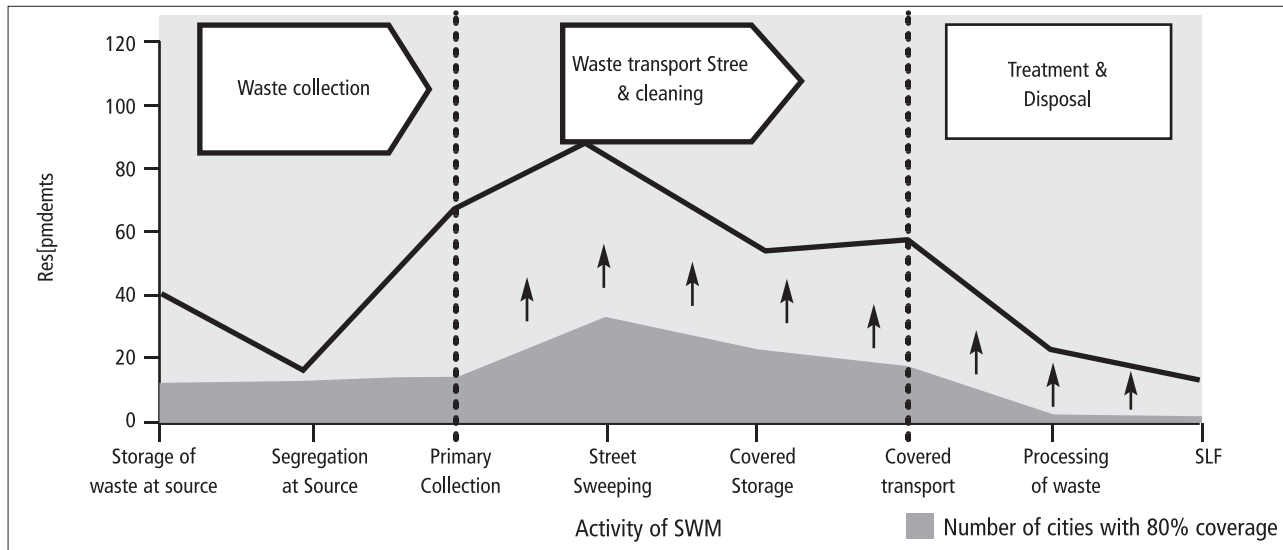 120
100
80
60
40
20
0
Res[pmdemts
Waste collection
Waste transport Stree
& cleaning
Treatment &
Disposal
Storage of
waste at source
Segregation
at Source
Primary
Collection
Street
Sweeping
Covered
Storage
Covered
transport
Processing
of waste
SLF
Activity of SWM
Number of cities with 80% coverage